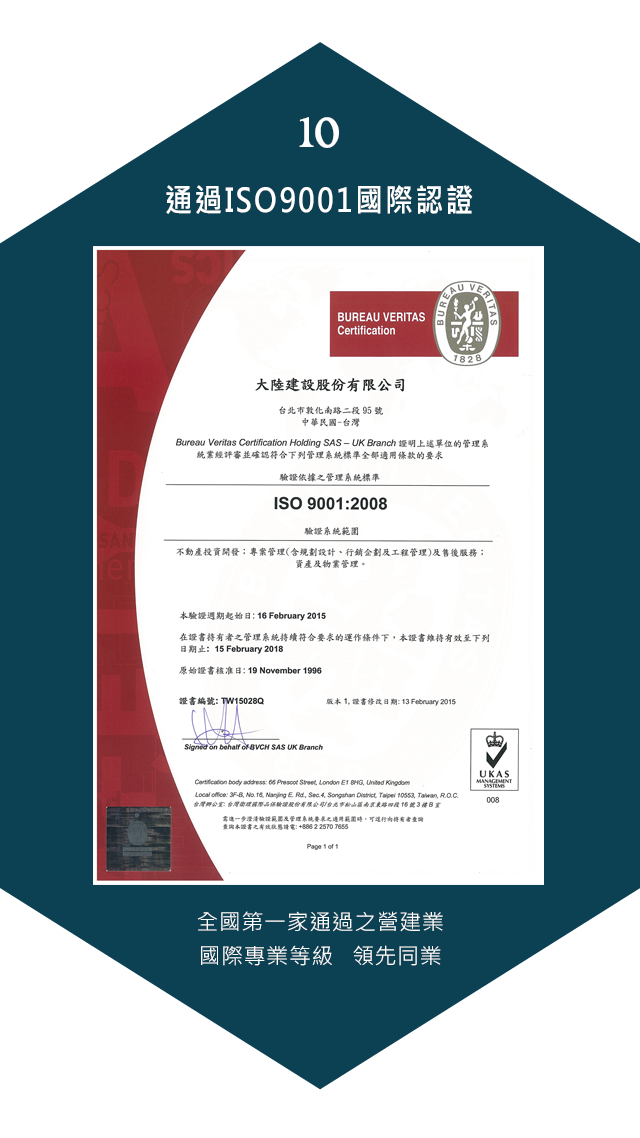 10
通過ISO9001國際認證
BUREAU VERITAS
Certification
BUREAU VERITAS
1828
大陸建設股份有限公司
台北市敦化南路二段 95 號
中華民國-台灣
Bureau Veritas Certification Holding SAS – UK Branch 證明上述單位的管理系
統業經評審並確認符合下列管理系統標準全部適用條款的要求
驗證依據之管理系統標準
ISO 9001:2008
驗證系統範圍
不動產投資開發；專案管理(含規劃設計、行銷企劃及工程管理)及售後服務；
資產及物業管理。
本驗證週期起始日: 16 February 2015
在證書持有者之管理系統持續符合要求的運作條件下，本證書維持有效至下列
日期止: 15 February 2018
原始證書核准日: 19 November 1996
證書編號: TW15028Q
版本 1, 證書修改日期: 13 February 2015
Signed on behalf of BVCH SAS UK Branch
UKAS
MANAGEMENT
SYSTEMS
008
Certification body address: 66 Prescot Street, London E1 8HG, United Kingdom
Local office: 3F-B, No.16, Nanjing E. Rd., Sec.4, Songshan District, Taipei 10553, Taiwan, R.O.C.
台灣辦公室: 台灣衛理國際品保驗證股份有限公司/台北市松山區南京東路四段 16 號 3 樓 B 室
需進一步澄清驗證範圍及管理系統要求之適用範圍時，可逕行向持有者查詢
查詢本證書之有效狀態請電: +886 2 2570 7655
Page 1 of 1
全國第一家通過之營建業
國際專業等級 領先同業